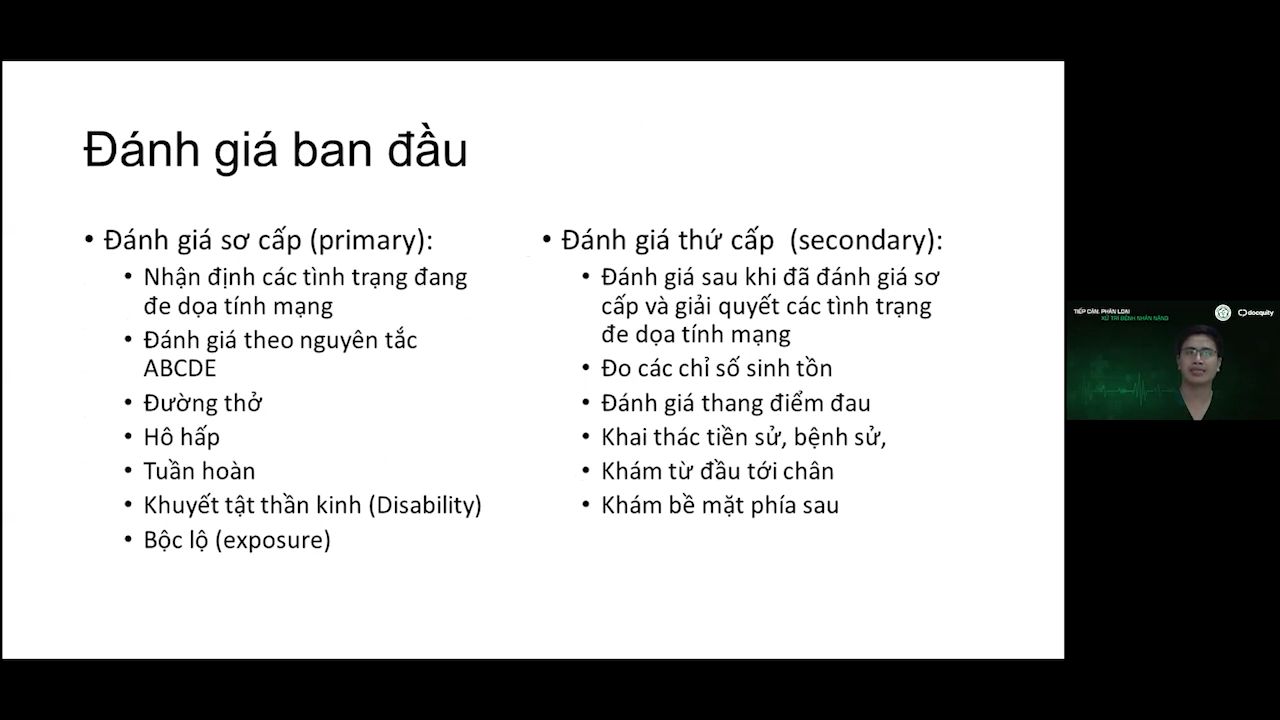 Đánh giá ban đầu
• Đánh giá sơ cấp (primary):
• Nhận định các tình trạng đang
đe dọa tính mạng
• Đánh giá theo nguyên tắc
ABCDE
• Đường thở
• Hô hấp
• Tuần hoàn
• Khuyết tật thần kinh (Disability)
• Bộc lộ (exposure)
• Đánh giá thứ cấp (secondary):
• Đánh giá sau khi đã đánh giá sơ
cấp và giải quyết các tình trạng
đe dọa tính mạng
• Đo các chỉ số sinh tồn
• Đánh giá thang điểm đau
• Khai thác tiền sử, bệnh sử,
• Khám từ đầu tới chân
• Khám bề mặt phía sau
TIẾP CẬN, PHÂN LOẠI
XỬ TRÍ BỆNH NHÂN NẶNG
docquity